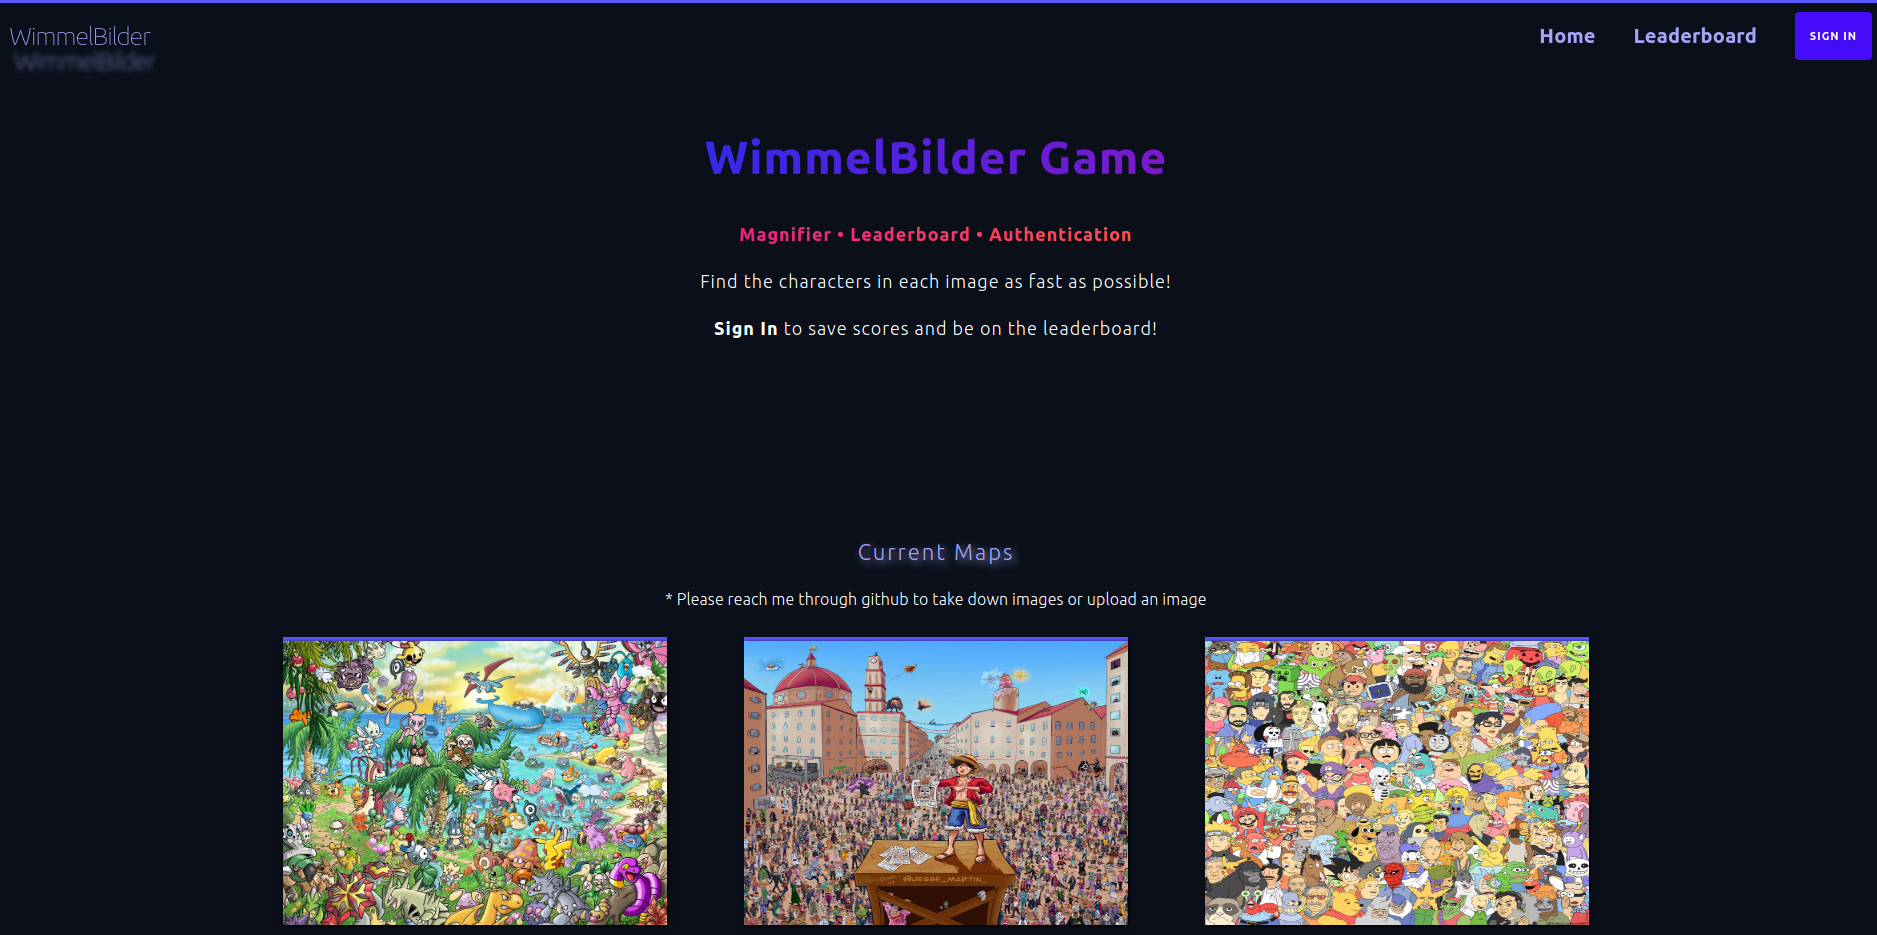 WimmelBilder
Home
Leaderboard
SIGN IN
WimmelBilder Game
Magnifier • Leaderboard • Authentication
Find the characters in each image as fast as possible!
Sign In to save scores and be on the leaderboard!
Current Maps
* Please reach me through github to take down images or upload an image
@JESSE_MARTIN_